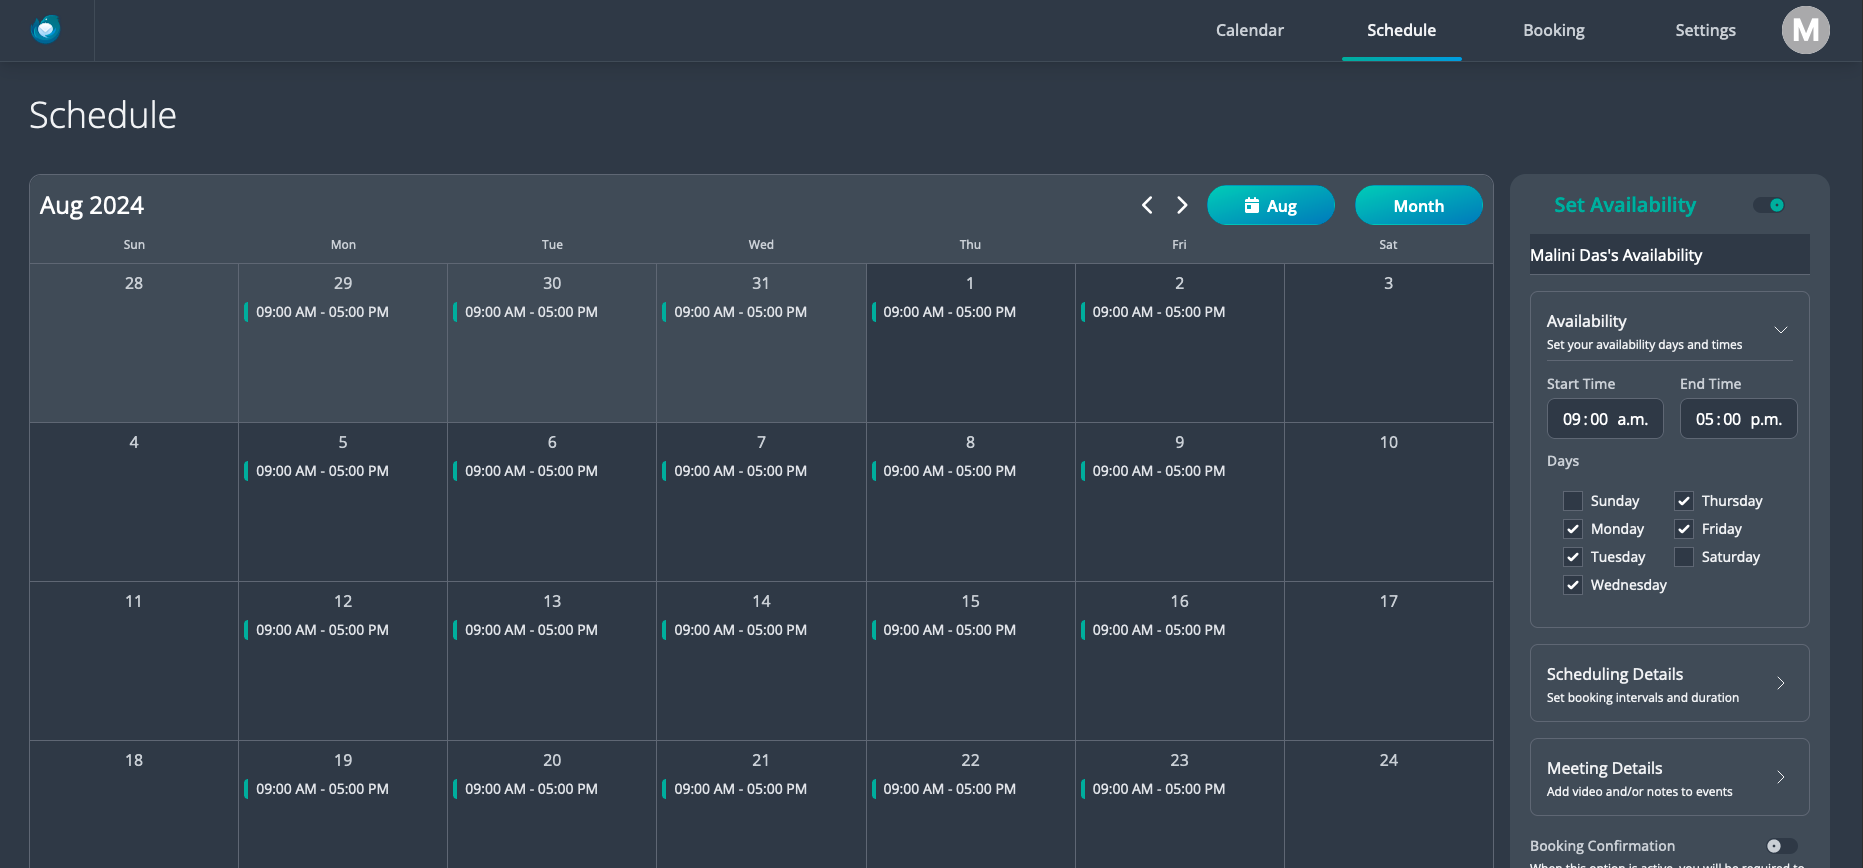 Calendar Schedule Booking Settings M
Schedule
Aug 2024 Aug Month
Sun Mon Tue Wed Thu Fri Sat
28 29 30 31 1 2 3
09:00 AM - 05:00 PM 09:00 AM - 05:00 PM 09:00 AM - 05:00 PM 09:00 AM - 05:00 PM 09:00 AM - 05:00 PM
4 5 6 7 8 9 10
09:00 AM - 05:00 PM 09:00 AM - 05:00 PM 09:00 AM - 05:00 PM 09:00 AM - 05:00 PM 09:00 AM - 05:00 PM
11 12 13 14 15 16 17
09:00 AM - 05:00 PM 09:00 AM - 05:00 PM 09:00 AM - 05:00 PM 09:00 AM - 05:00 PM 09:00 AM - 05:00 PM
18 19 20 21 22 23 24
09:00 AM - 05:00 PM 09:00 AM - 05:00 PM 09:00 AM - 05:00 PM 09:00 AM - 05:00 PM 09:00 AM - 05:00 PM
Set Availability
Malini Das's Availability
Availability
Set your availability days and times
Start Time End Time
09:00 a.m. 05:00 p.m.
Days
Sunday Thursday
Monday Friday
Tuesday Saturday
Wednesday
Scheduling Details
Set booking intervals and duration
Meeting Details
Add video and/or notes to events
Booking Confirmation
When this option is active, you will be required to